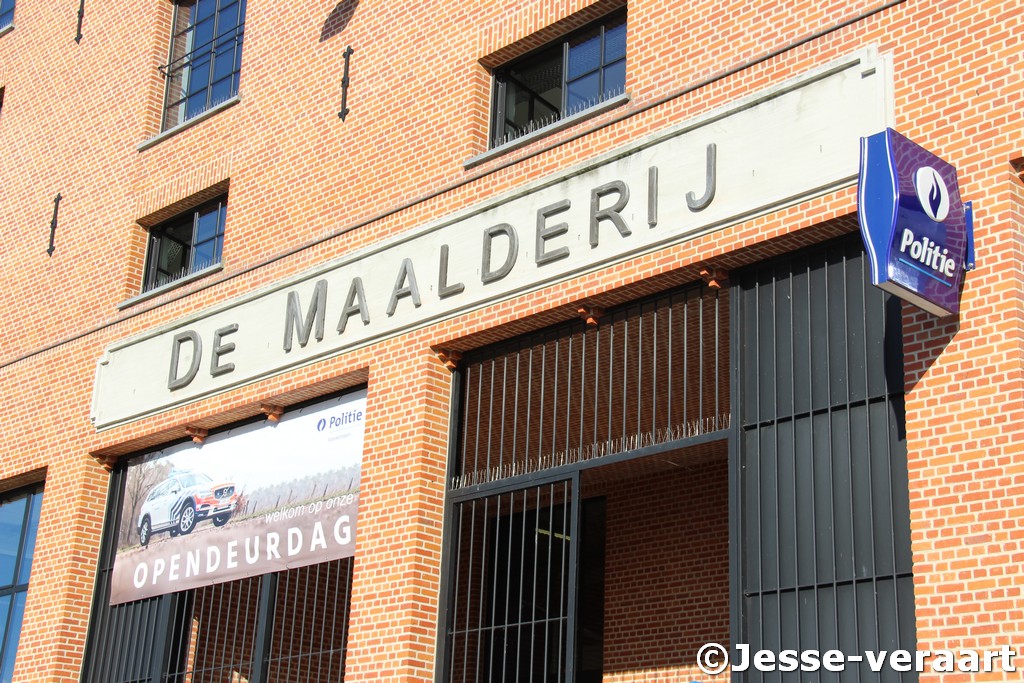 DE MAALDERIJ
Politie
Politie
welkom op onze
OPENDEURDAG
©Jesse-veraart